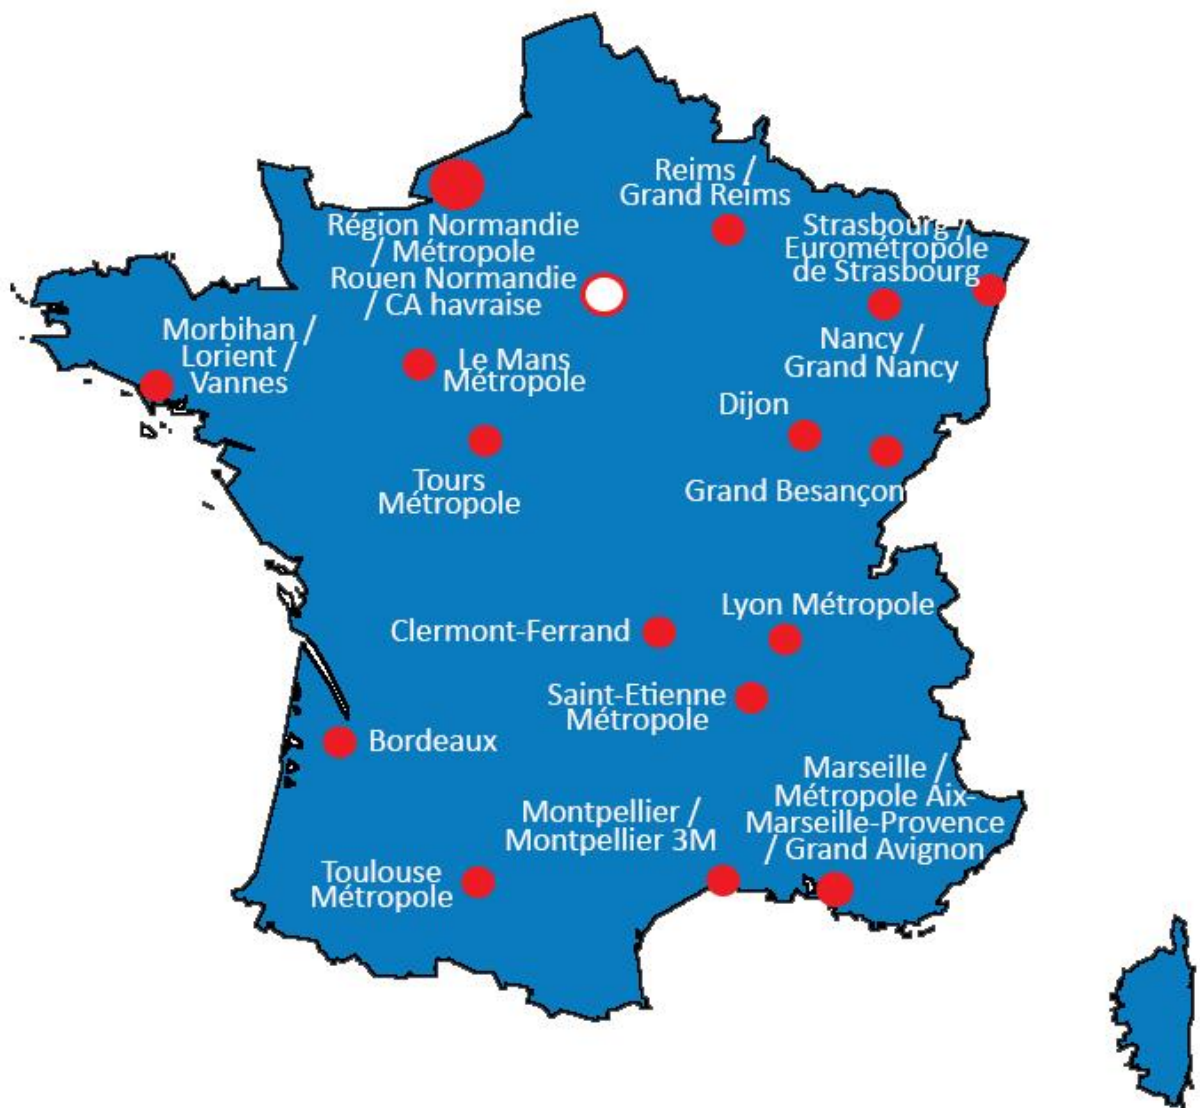 Reims /
Grand Reims
Région Normandie
/ Métropole
Rouen Normandie
/ CA havraise
Strasbourg /
Eurométropole
de Strasbourg
Nancy /
Grand Nancy
Morbihan /
Lorient /
Vannes
Le Mans
Métropole
Dijon
Tours
Métropole
Grand Besançon
Lyon Métropole
Clermont-Ferrand
Saint-Etienne
Métropole
Bordeaux
Marseille /
Métropole Aix-
Marseille-Provence
/ Grand Avignon
Montpellier /
Montpellier 3M
Toulouse
Métropole